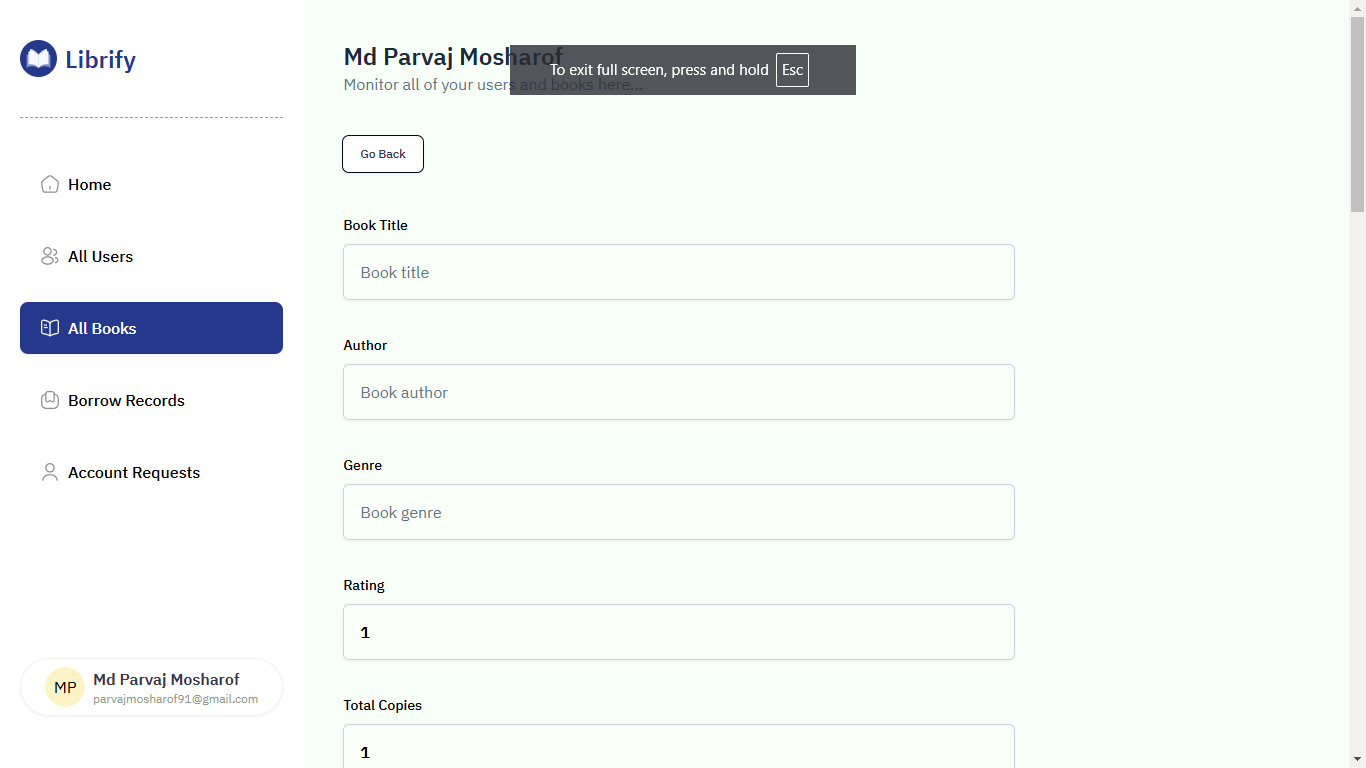 Librify
Home
All Users
All Books
Borrow Records
Account Requests
MP
Md Parvaj Mosharof
parvajmosharof91@gmail.com
Md Parvaj Mosharof
Monitor all of your users and books here...
To exit full screen, press and hold Esc
Go Back
Book Title
Book title
Author
Book author
Genre
Book genre
Rating
1
Total Copies
1